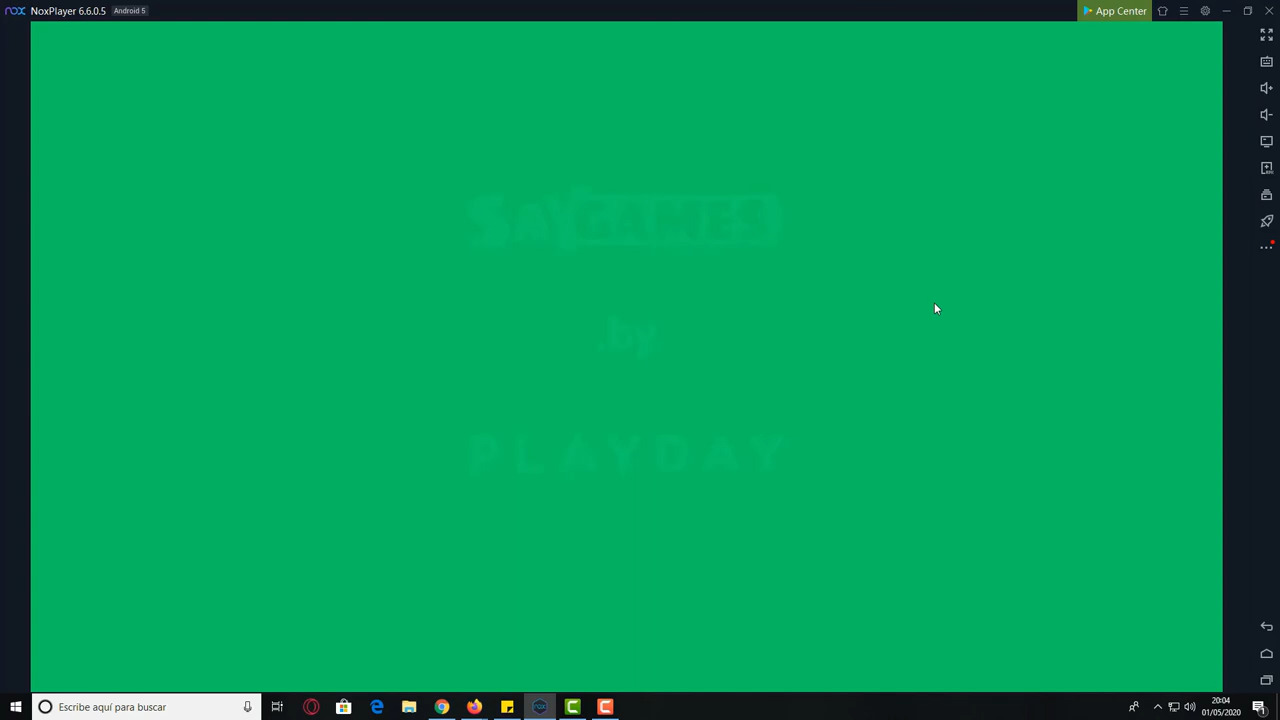 nox NoxPlayer 6.6.0.5 Android 5 App Center
SAYGAMES
.by
PLAYDAY
Escribe aquí para buscar
20:04
01/05/2020